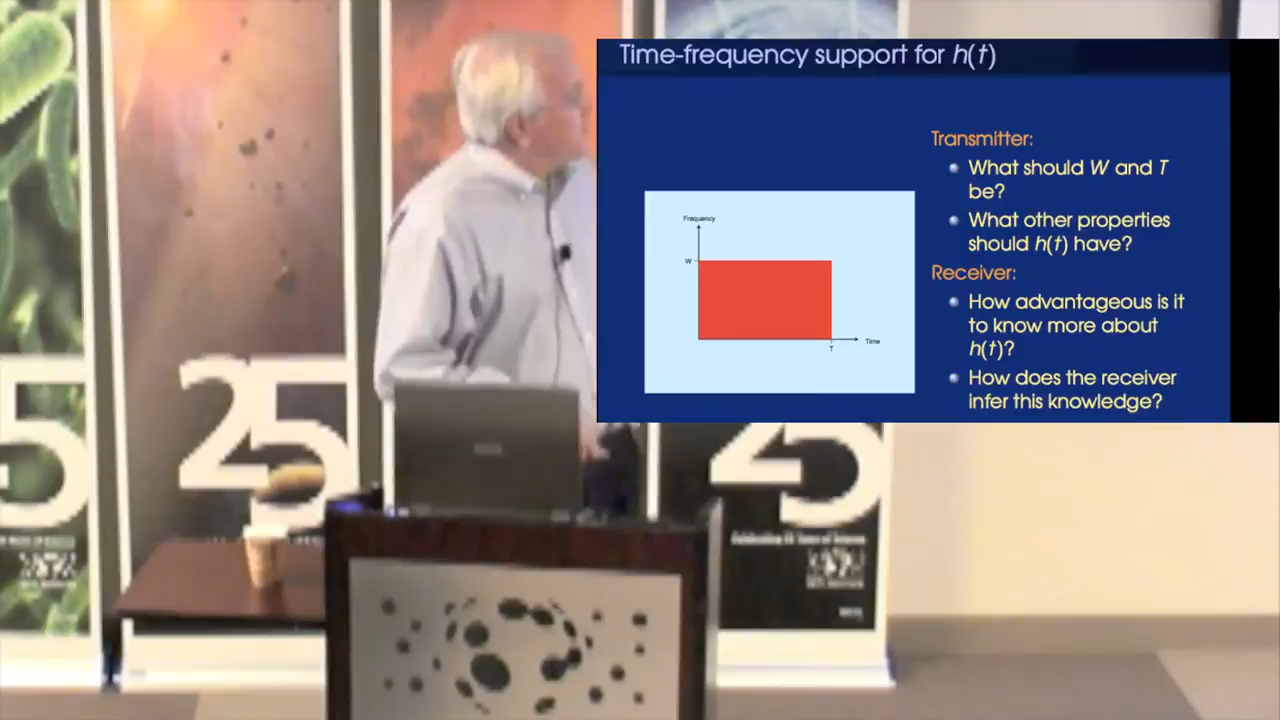 Time-frequency support for h(t)
Transmitter:
What should W and T
be?
What other properties
should h(t) have?
Receiver:
How advantageous is it
to know more about
h(t)?
How does the receiver
infer this knowledge?
Frequency
W
Time
T
5
25
25